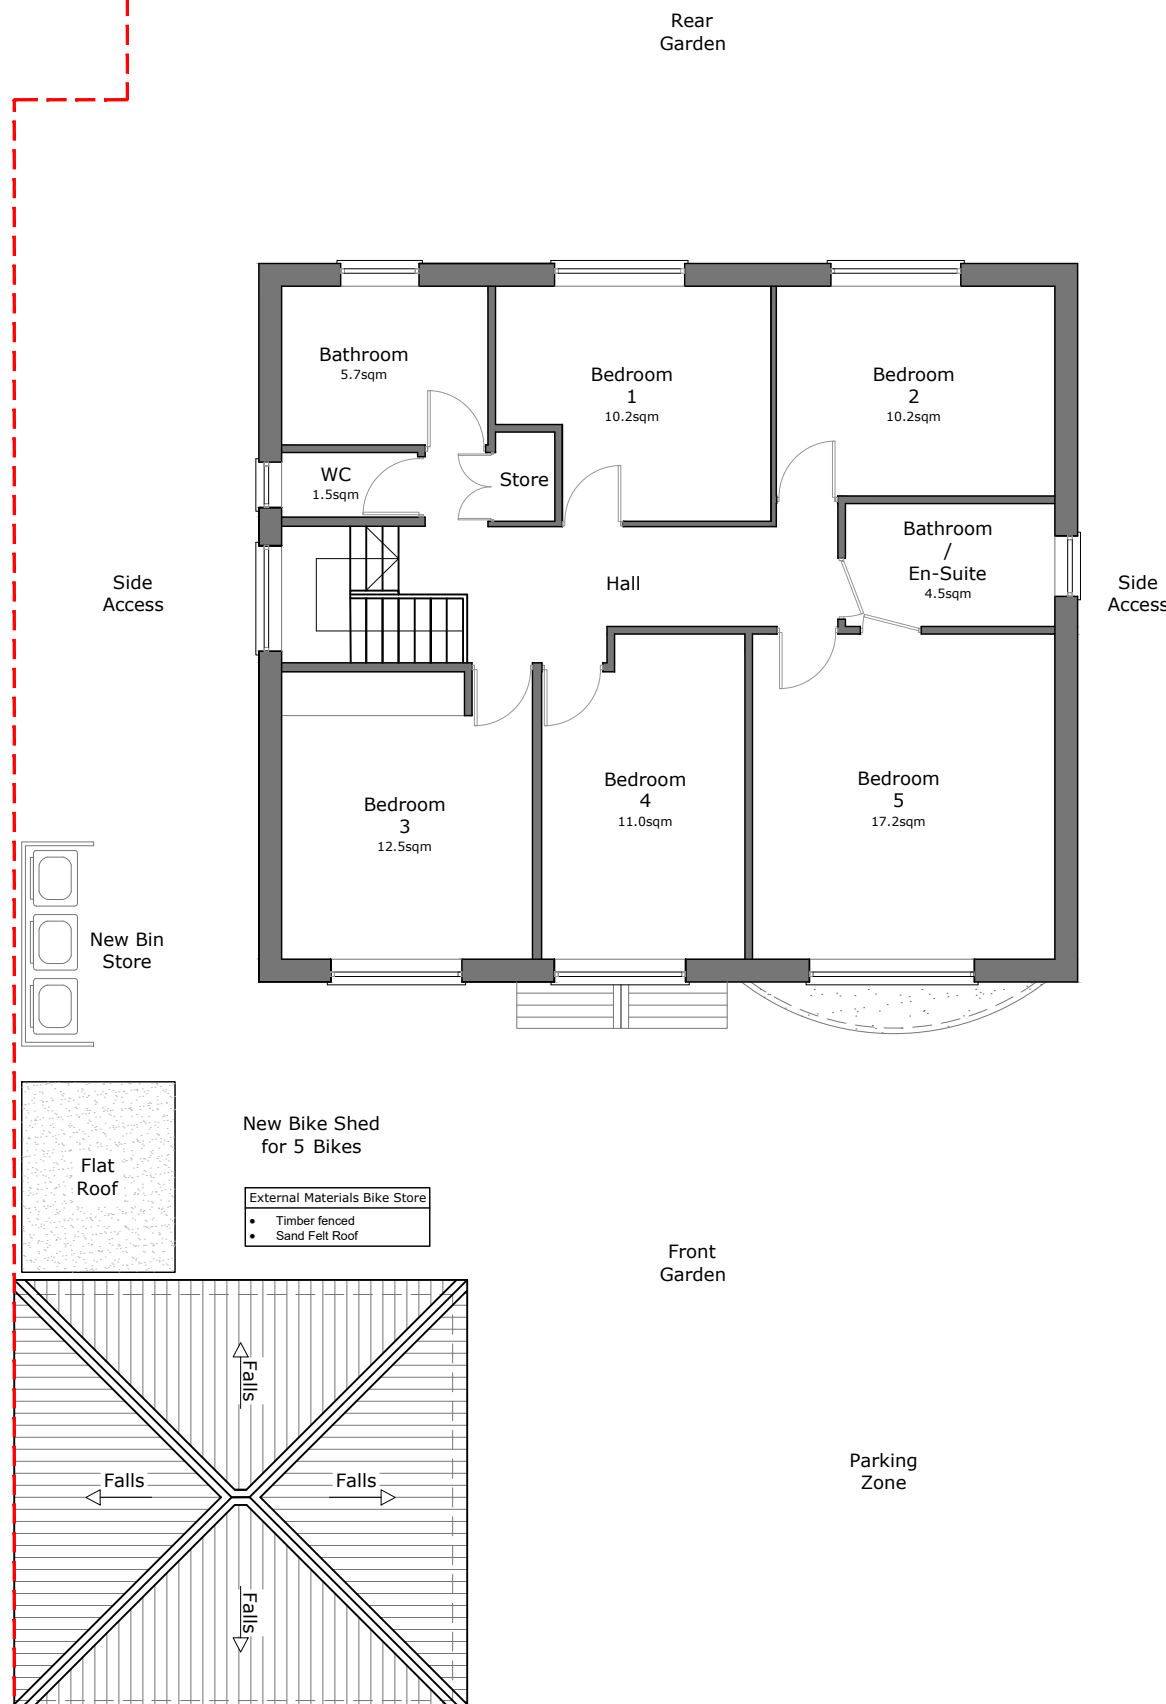 Rear
Garden
Bathroom
5.7sqm
Bedroom
1
10.2sqm
Bedroom
2
10.2sqm
WC
1.5sqm
Store
Bathroom
/
En-Suite
4.5sqm
Side
Access
Hall
Side
Access
Bedroom
3
12.5sqm
Bedroom
4
11.0sqm
Bedroom
5
17.2sqm
New Bin
Store
New Bike Shed
for 5 Bikes
Flat
Roof
External Materials Bike Store
• Timber fenced
• Sand Felt Roof
Front
Garden
Falls
Falls
Falls
Falls
Parking
Zone